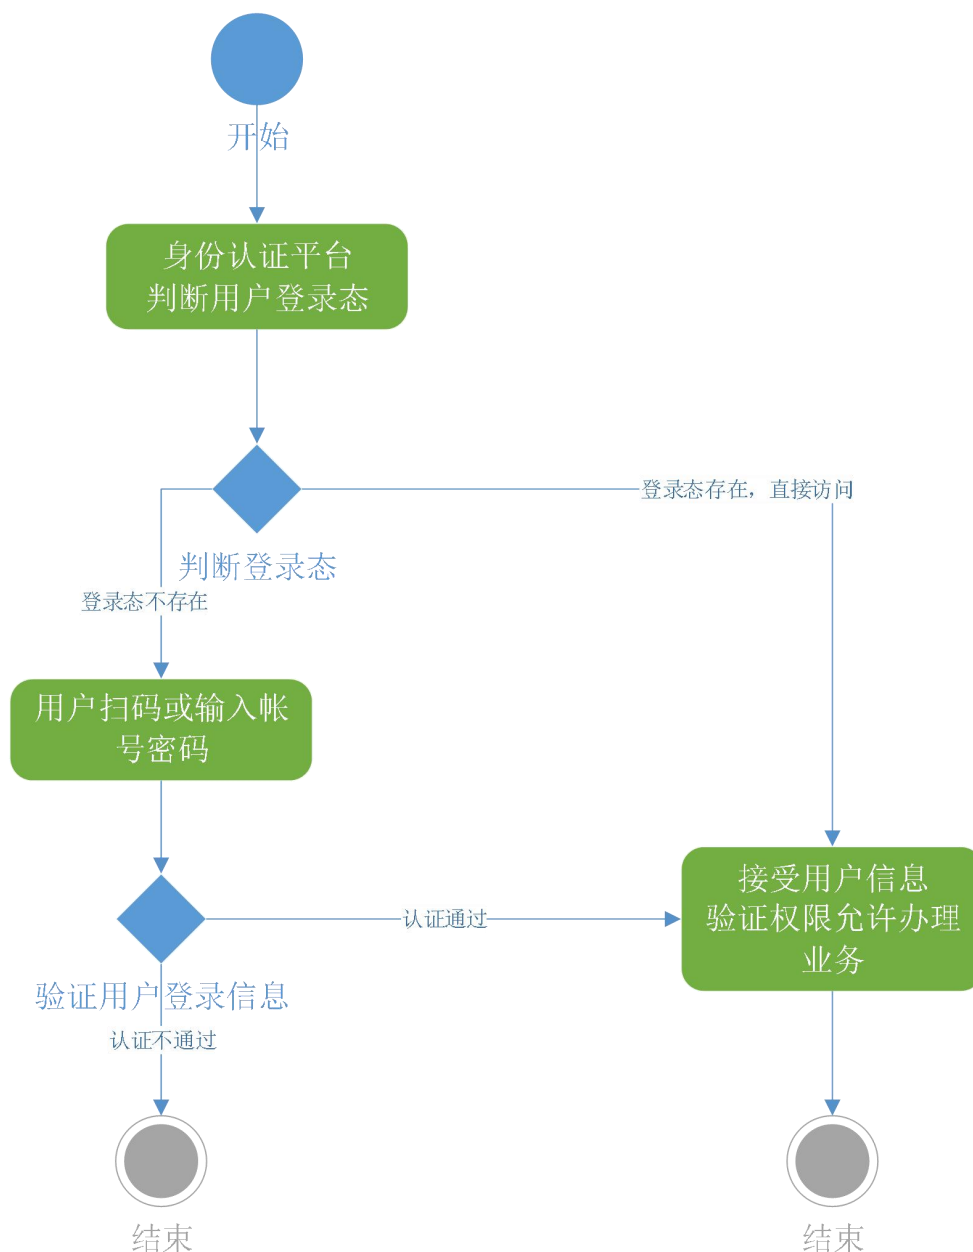 开始
身份认证平台
判断用户登录态
登录态存在，直接访问
判断登录态
登录态不存在
用户扫码或输入帐
号密码
接受用户信息
验证权限允许办理
业务
认证通过
验证用户登录信息
认证不通过
结束
结束